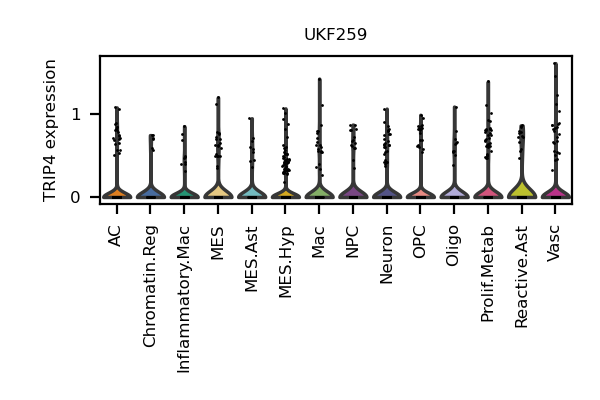 UKF259
TRIP4 expression
1
0
AC
Chromatin.Reg
Inflammatory.Mac
MES
MES.Ast
MES.Hyp
Mac
NPC
Neuron
OPC
Oligo
Prolif.Metab
Reactive.Ast
Vasc